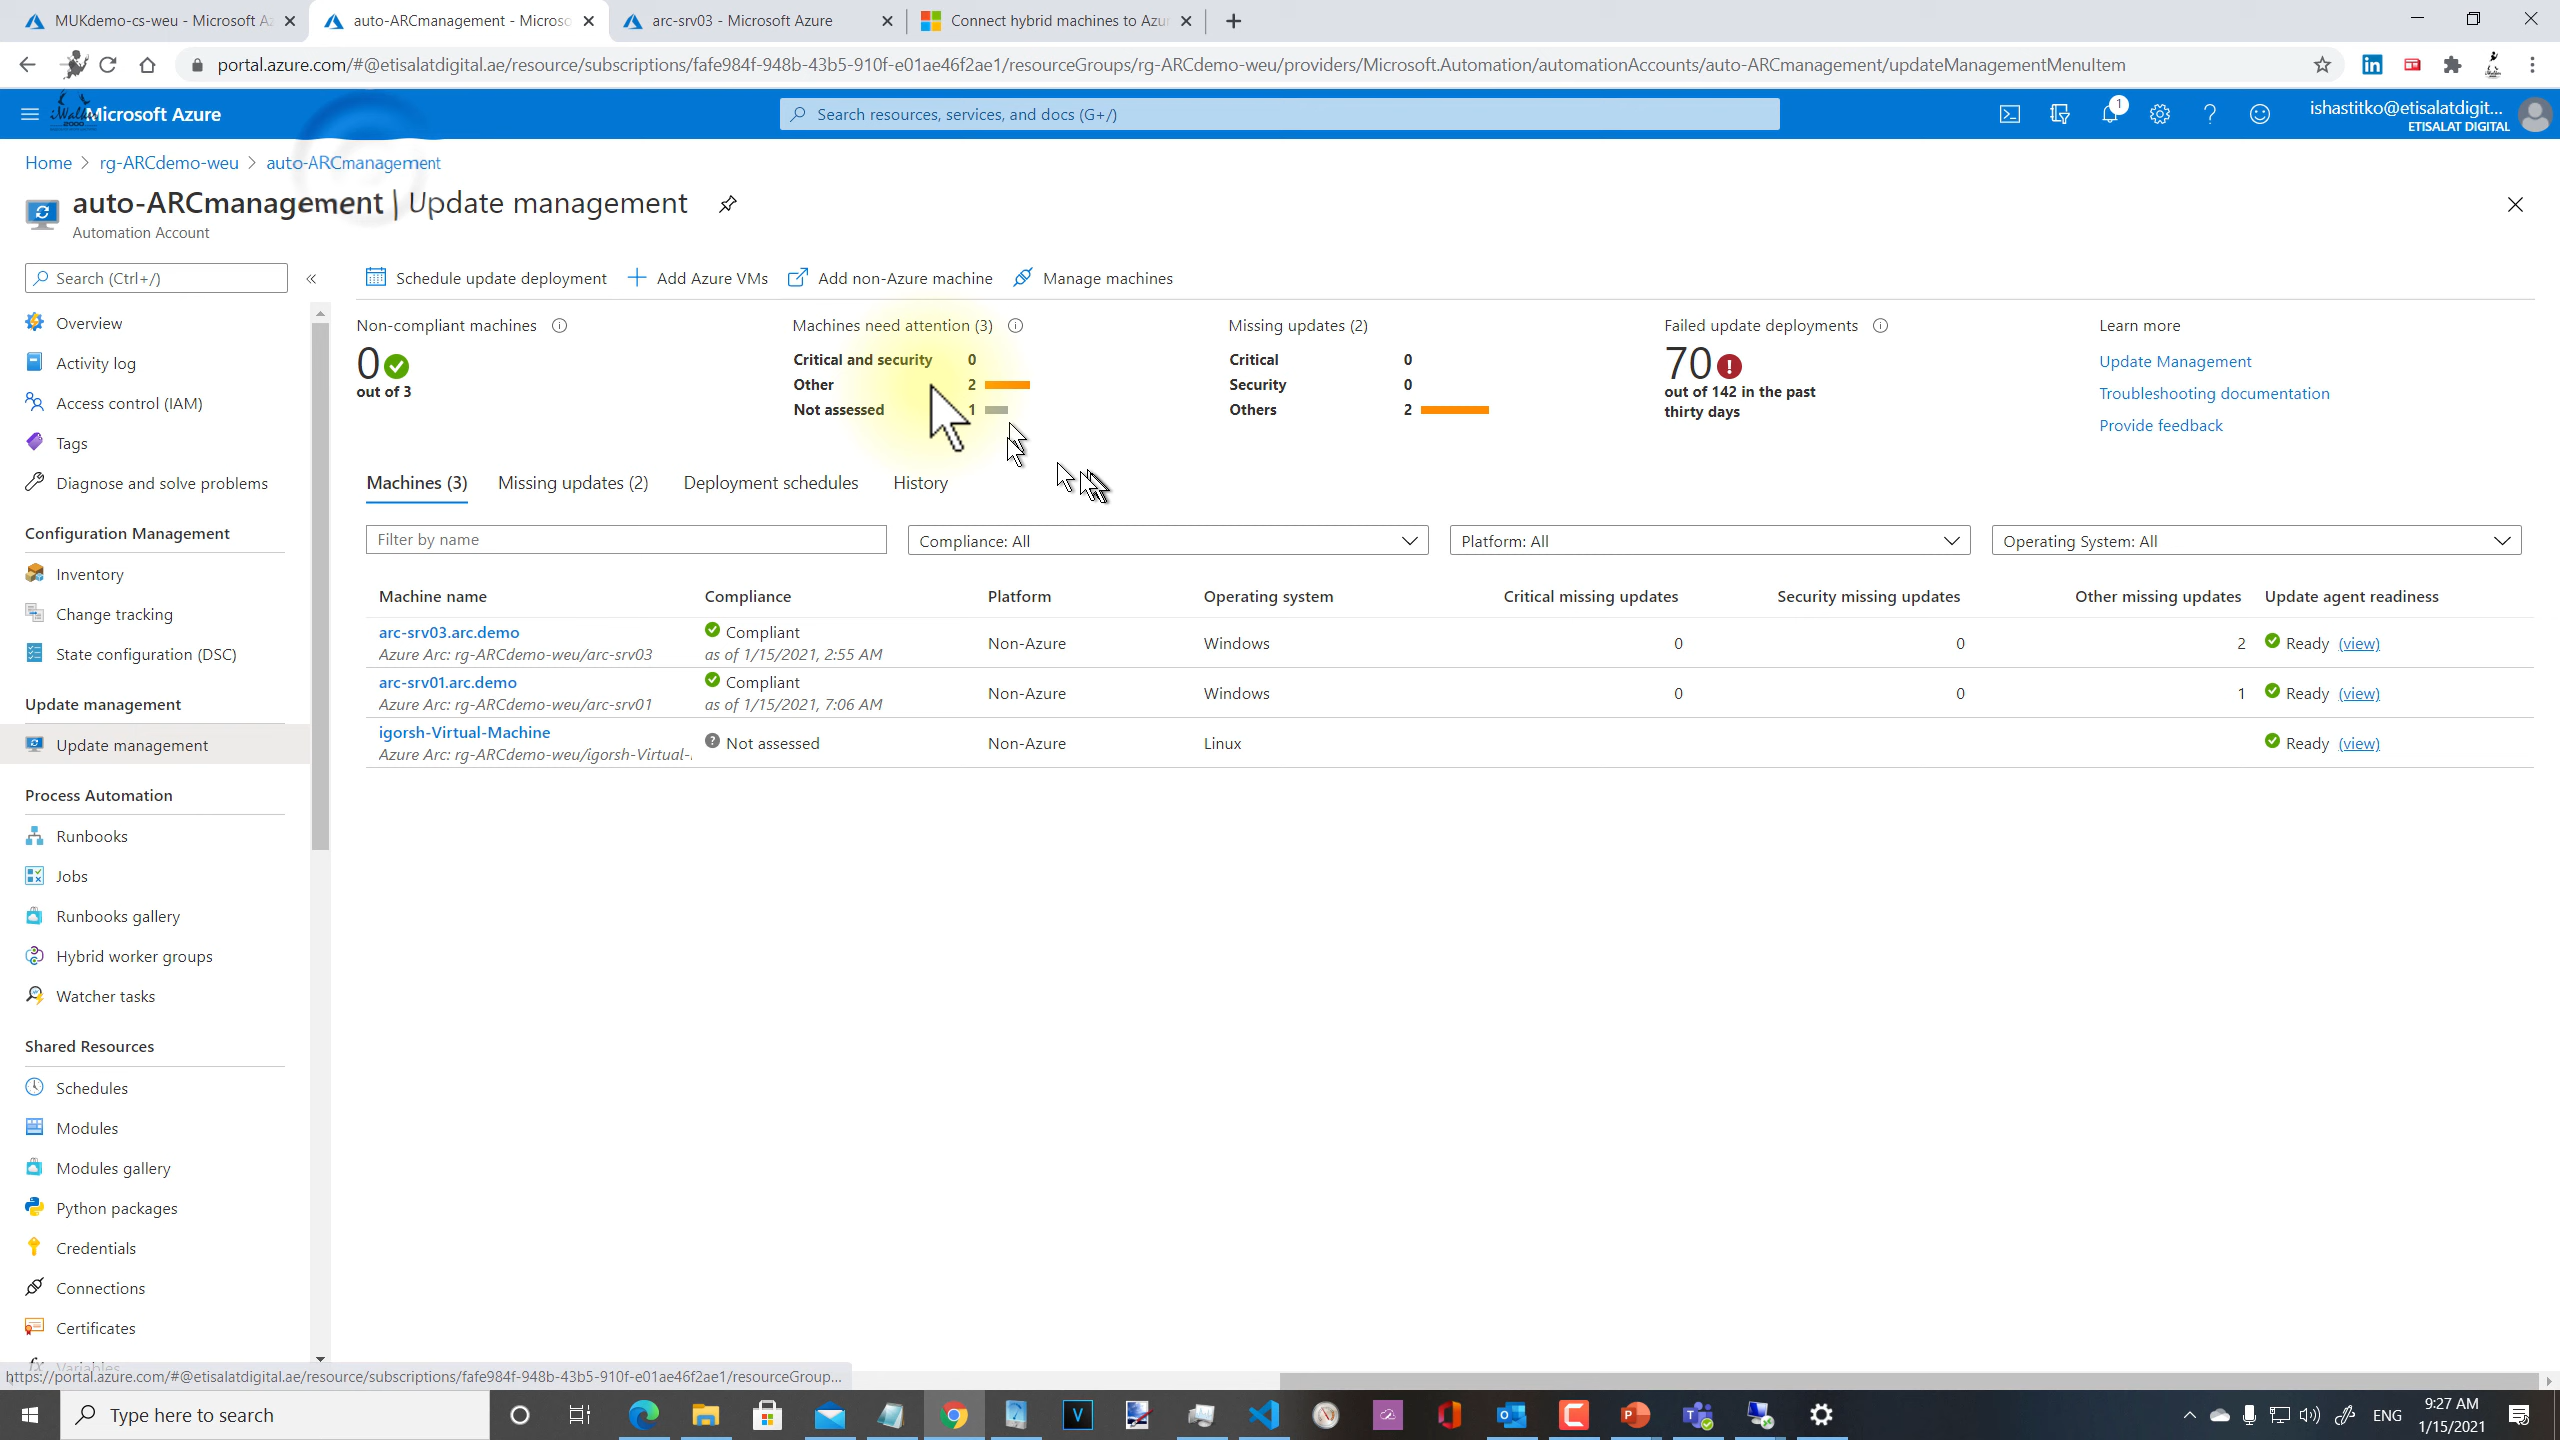 MUKdemo-cs-weu - Microsoft Az
auto-ARCmanagement - Microso
arc-srv03 - Microsoft Azure
Connect hybrid machines to Azur
portal.azure.com/#@etisalatdigital.ae/resource/subscriptions/fafe984f-948b-43b5-910f-e01ae46f2ae1/resourceGroups/rg-ARCdemo-weu/providers/Microsoft.Automation/automationAccounts/auto-ARCmanagement/updateManagementMenuItem
iWalker
2000
Microsoft Azure
Search resources, services, and docs (G+/)
1
ishastitko@etisalatdigit...
ETISALAT DIGITAL
Home > rg-ARCdemo-weu > auto-ARCmanagement
auto-ARCmanagement | Update management
Automation Account
Search (Ctrl+/)
Overview
Activity log
Access control (IAM)
Tags
Diagnose and solve problems
Configuration Management
Inventory
Change tracking
State configuration (DSC)
Update management
Update management
Process Automation
Runbooks
Jobs
Runbooks gallery
Hybrid worker groups
Watcher tasks
Shared Resources
Schedules
Modules
Modules gallery
Python packages
Credentials
Connections
Certificates
Variables
Schedule update deployment
Add Azure VMs
Add non-Azure machine
Manage machines
Non-compliant machines
0
out of 3
Machines need attention (3)
Critical and security 0
Other 2
Not assessed 1
Missing updates (2)
Critical 0
Security 0
Others 2
Failed update deployments
70
out of 142 in the past
thirty days
Learn more
Update Management
Troubleshooting documentation
Provide feedback
Machines (3) Missing updates (2) Deployment schedules History
Filter by name
Compliance: All
Platform: All
Operating System: All
Machine name Compliance Platform Operating system Critical missing updates Security missing updates Other missing updates Update agent readiness
arc-srv03.arc.demo Compliant
Azure Arc: rg-ARCdemo-weu/arc-srv03 as of 1/15/2021, 2:55 AM
Non-Azure Windows 0 0 2 Ready (view)
arc-srv01.arc.demo Compliant
Azure Arc: rg-ARCdemo-weu/arc-srv01 as of 1/15/2021, 7:06 AM
Non-Azure Windows 0 0 1 Ready (view)
igorsh-Virtual-Machine
Azure Arc: rg-ARCdemo-weu/igorsh-Virtual-
Not assessed Non-Azure Linux Ready (view)
https://portal.azure.com/#@etisalatdigital.ae/resource/subscriptions/fafe984f-948b-43b5-910f-e01ae46f2ae1/resourceGroup...
Type here to search
ENG
9:27 AM
1/15/2021